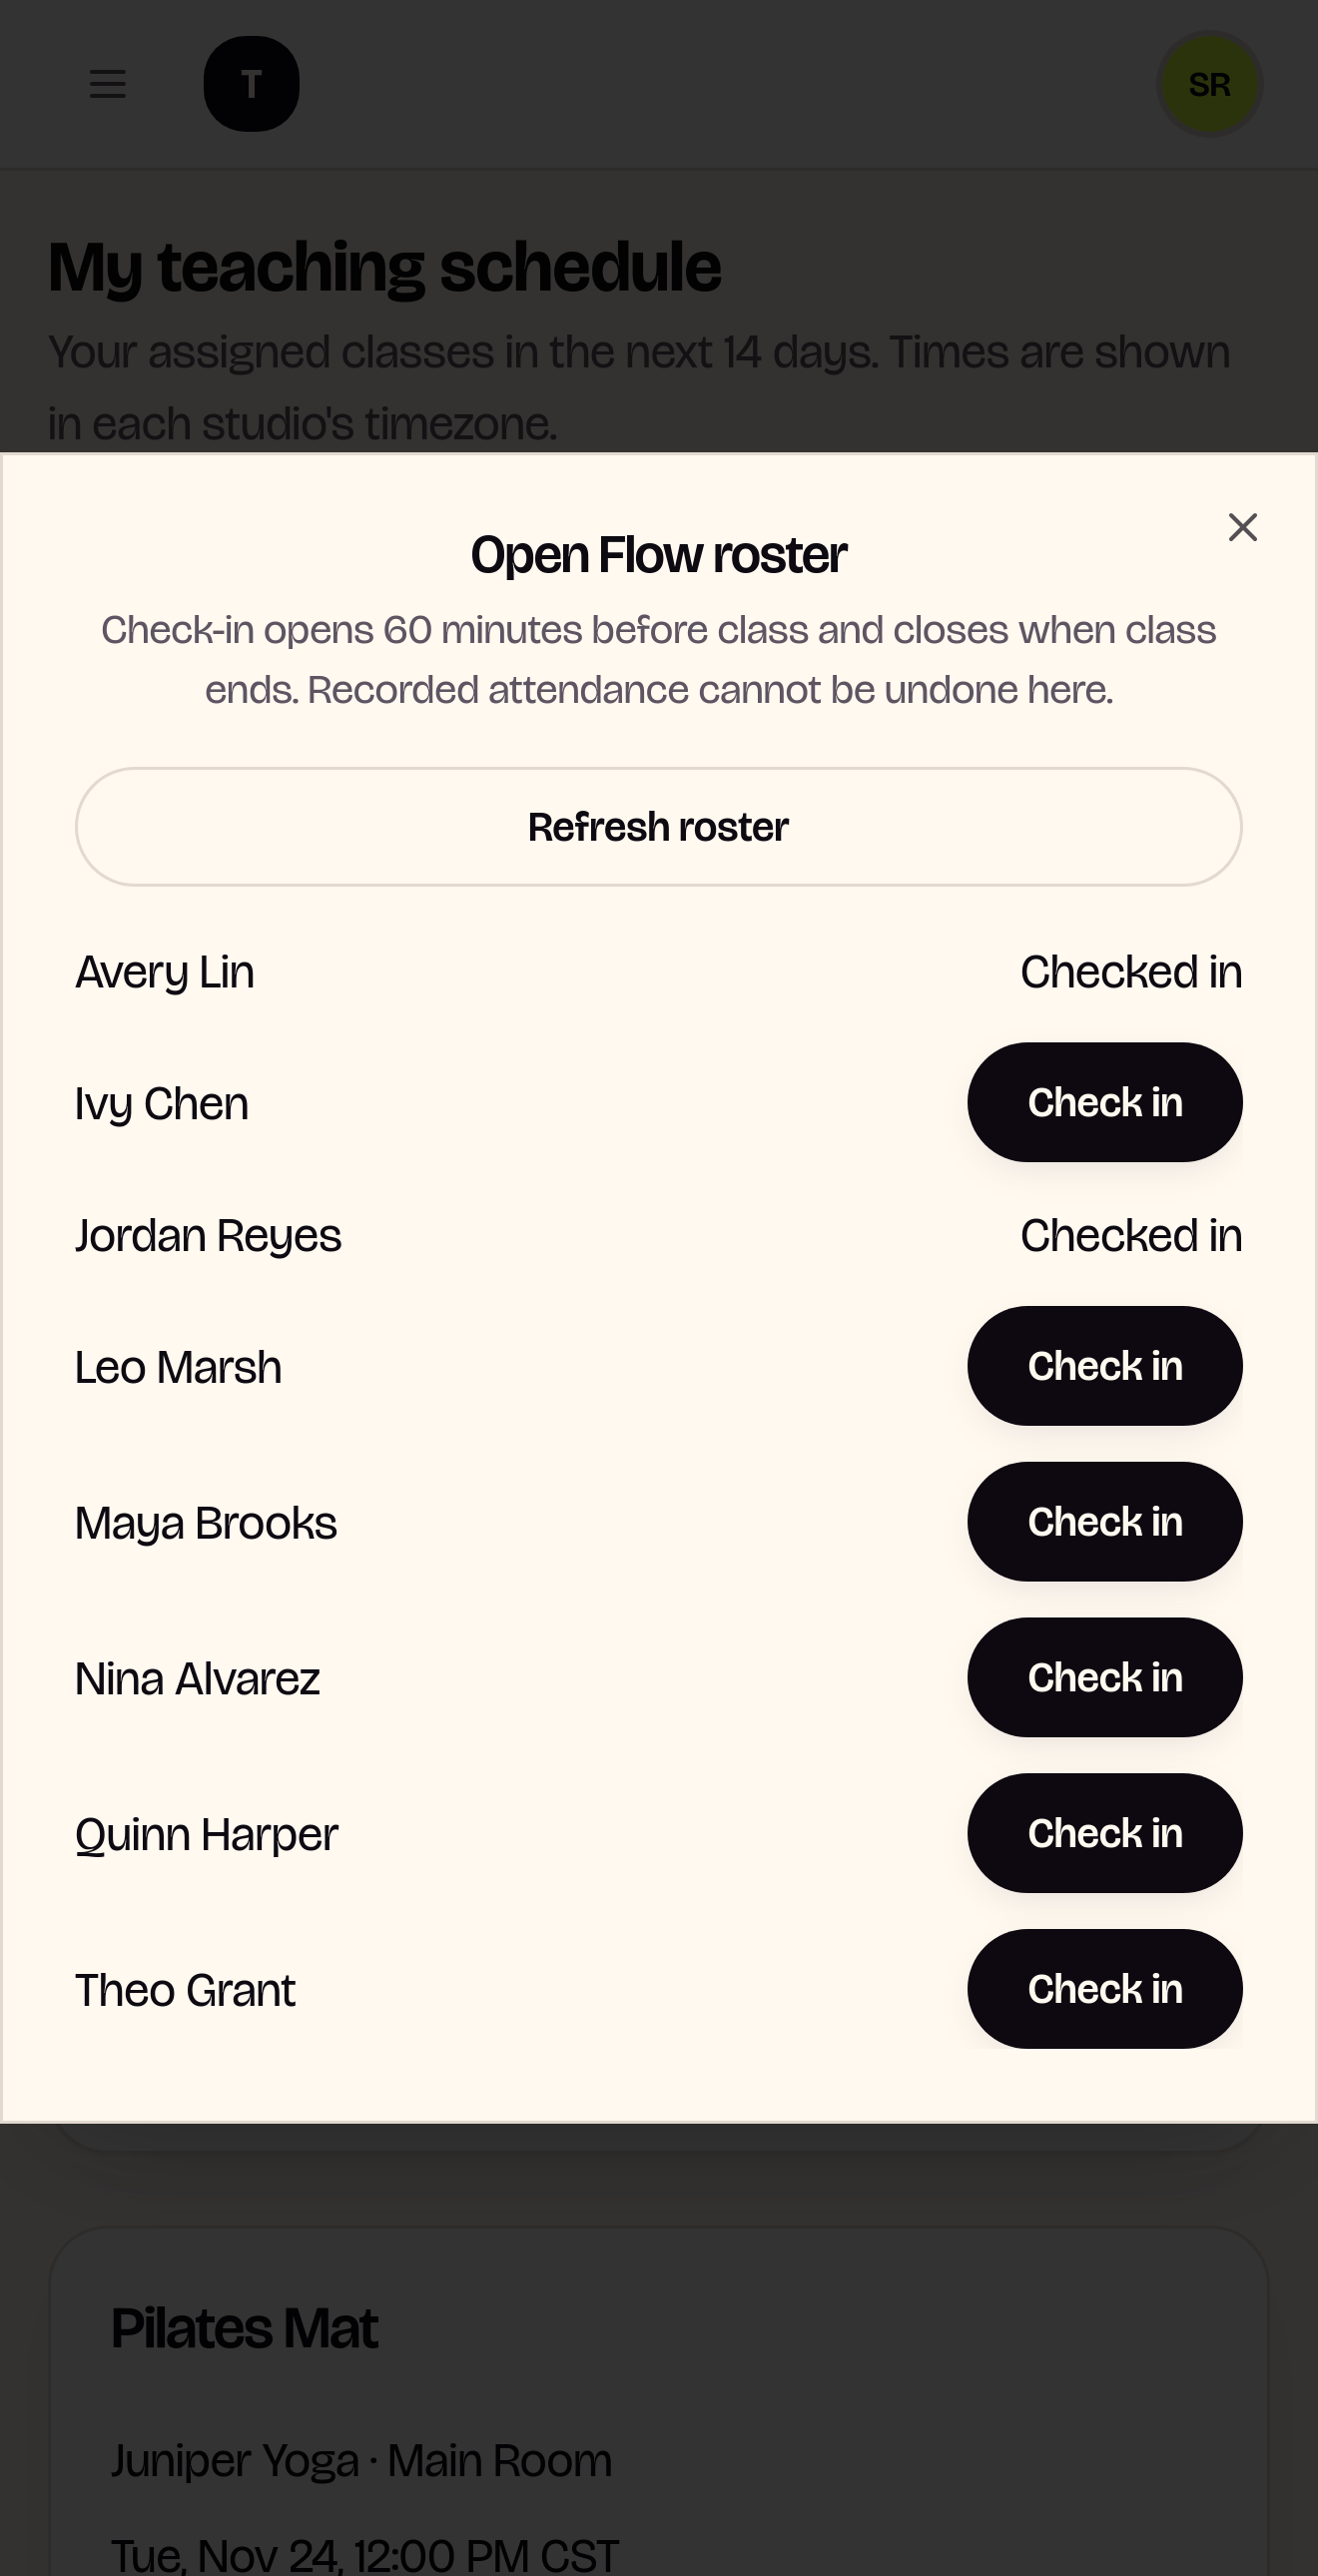 T
SR
My teaching schedule
Your assigned classes in the next 14 days. Times are shown
in each studio's timezone.
Open Flow roster
Check-in opens 60 minutes before class and closes when class
ends. Recorded attendance cannot be undone here.
Refresh roster
Avery Lin Checked in
Ivy Chen Check in
Jordan Reyes Checked in
Leo Marsh Check in
Maya Brooks Check in
Nina Alvarez Check in
Quinn Harper Check in
Theo Grant Check in
Pilates Mat
Juniper Yoga · Main Room
Tue, Nov 24, 12:00 PM CST